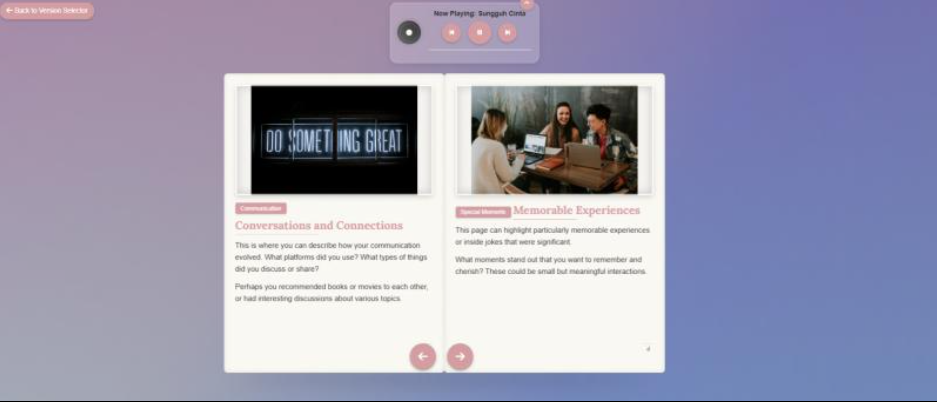 ← Back to Version Selector
Now Playing: Sungguh Cinta
DO SOMETHING GREAT
Communication
Conversations and Connections
This is where you can describe how your communication
evolved. What platforms did you use? What types of things
did you discuss or share?
Perhaps you recommended books or movies to each other,
or had interesting discussions about various topics.
Special Moments Memorable Experiences
This page can highlight particularly memorable experiences
or inside jokes that were significant.
What moments stand out that you want to remember and
cherish? These could be small but meaningful interactions.
4